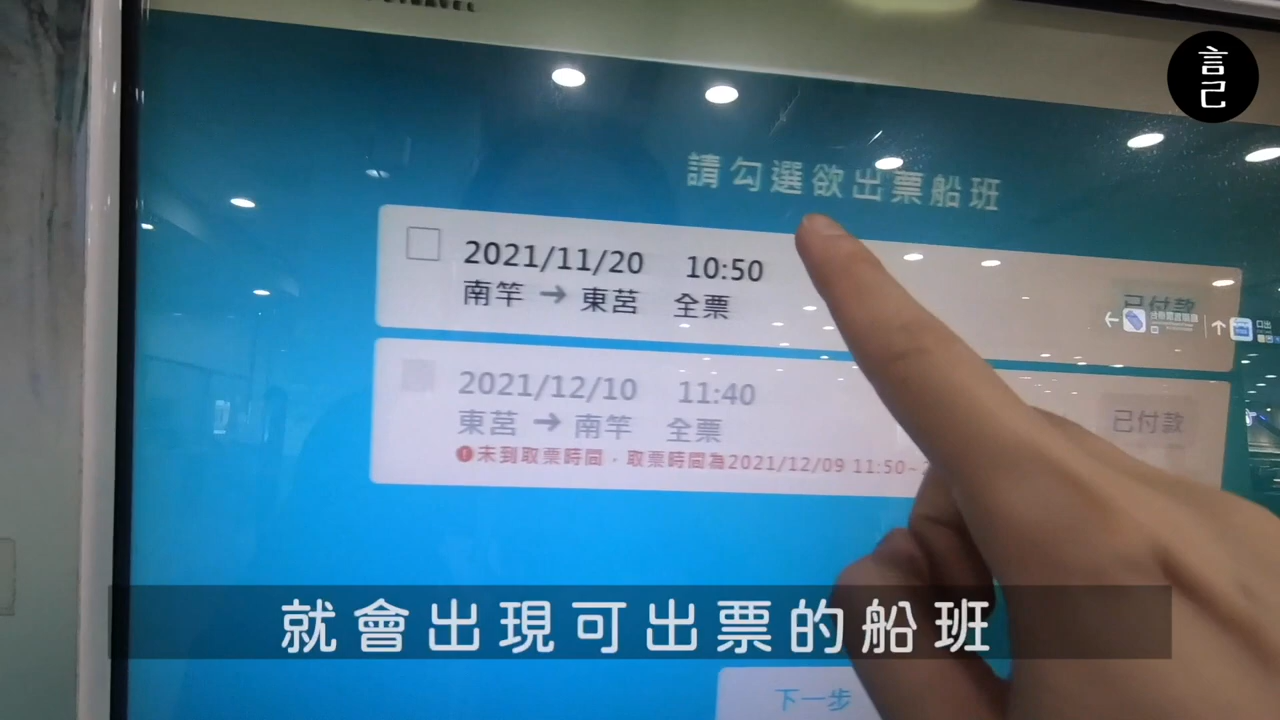 言己
請勾選欲出票船班
2021/11/20 10:50
南竿 → 東莒 全票
已付款
2021/12/10 11:40
東莒 → 南竿 全票
已付款
未到取票時間，取票時間為2021/12/09 11:50~
就會出現可出票的船班
下一步